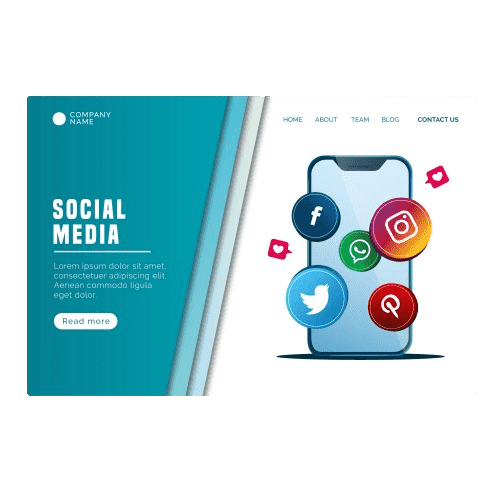 COMPANY
NAME
HOME ABOUT TEAM BLOG CONTACT US
SOCIAL
MEDIA
Lorem ipsum dolor sit amet,
consectetuer adipiscing elit.
Aenean commodo ligula
eget dolor.
Read more